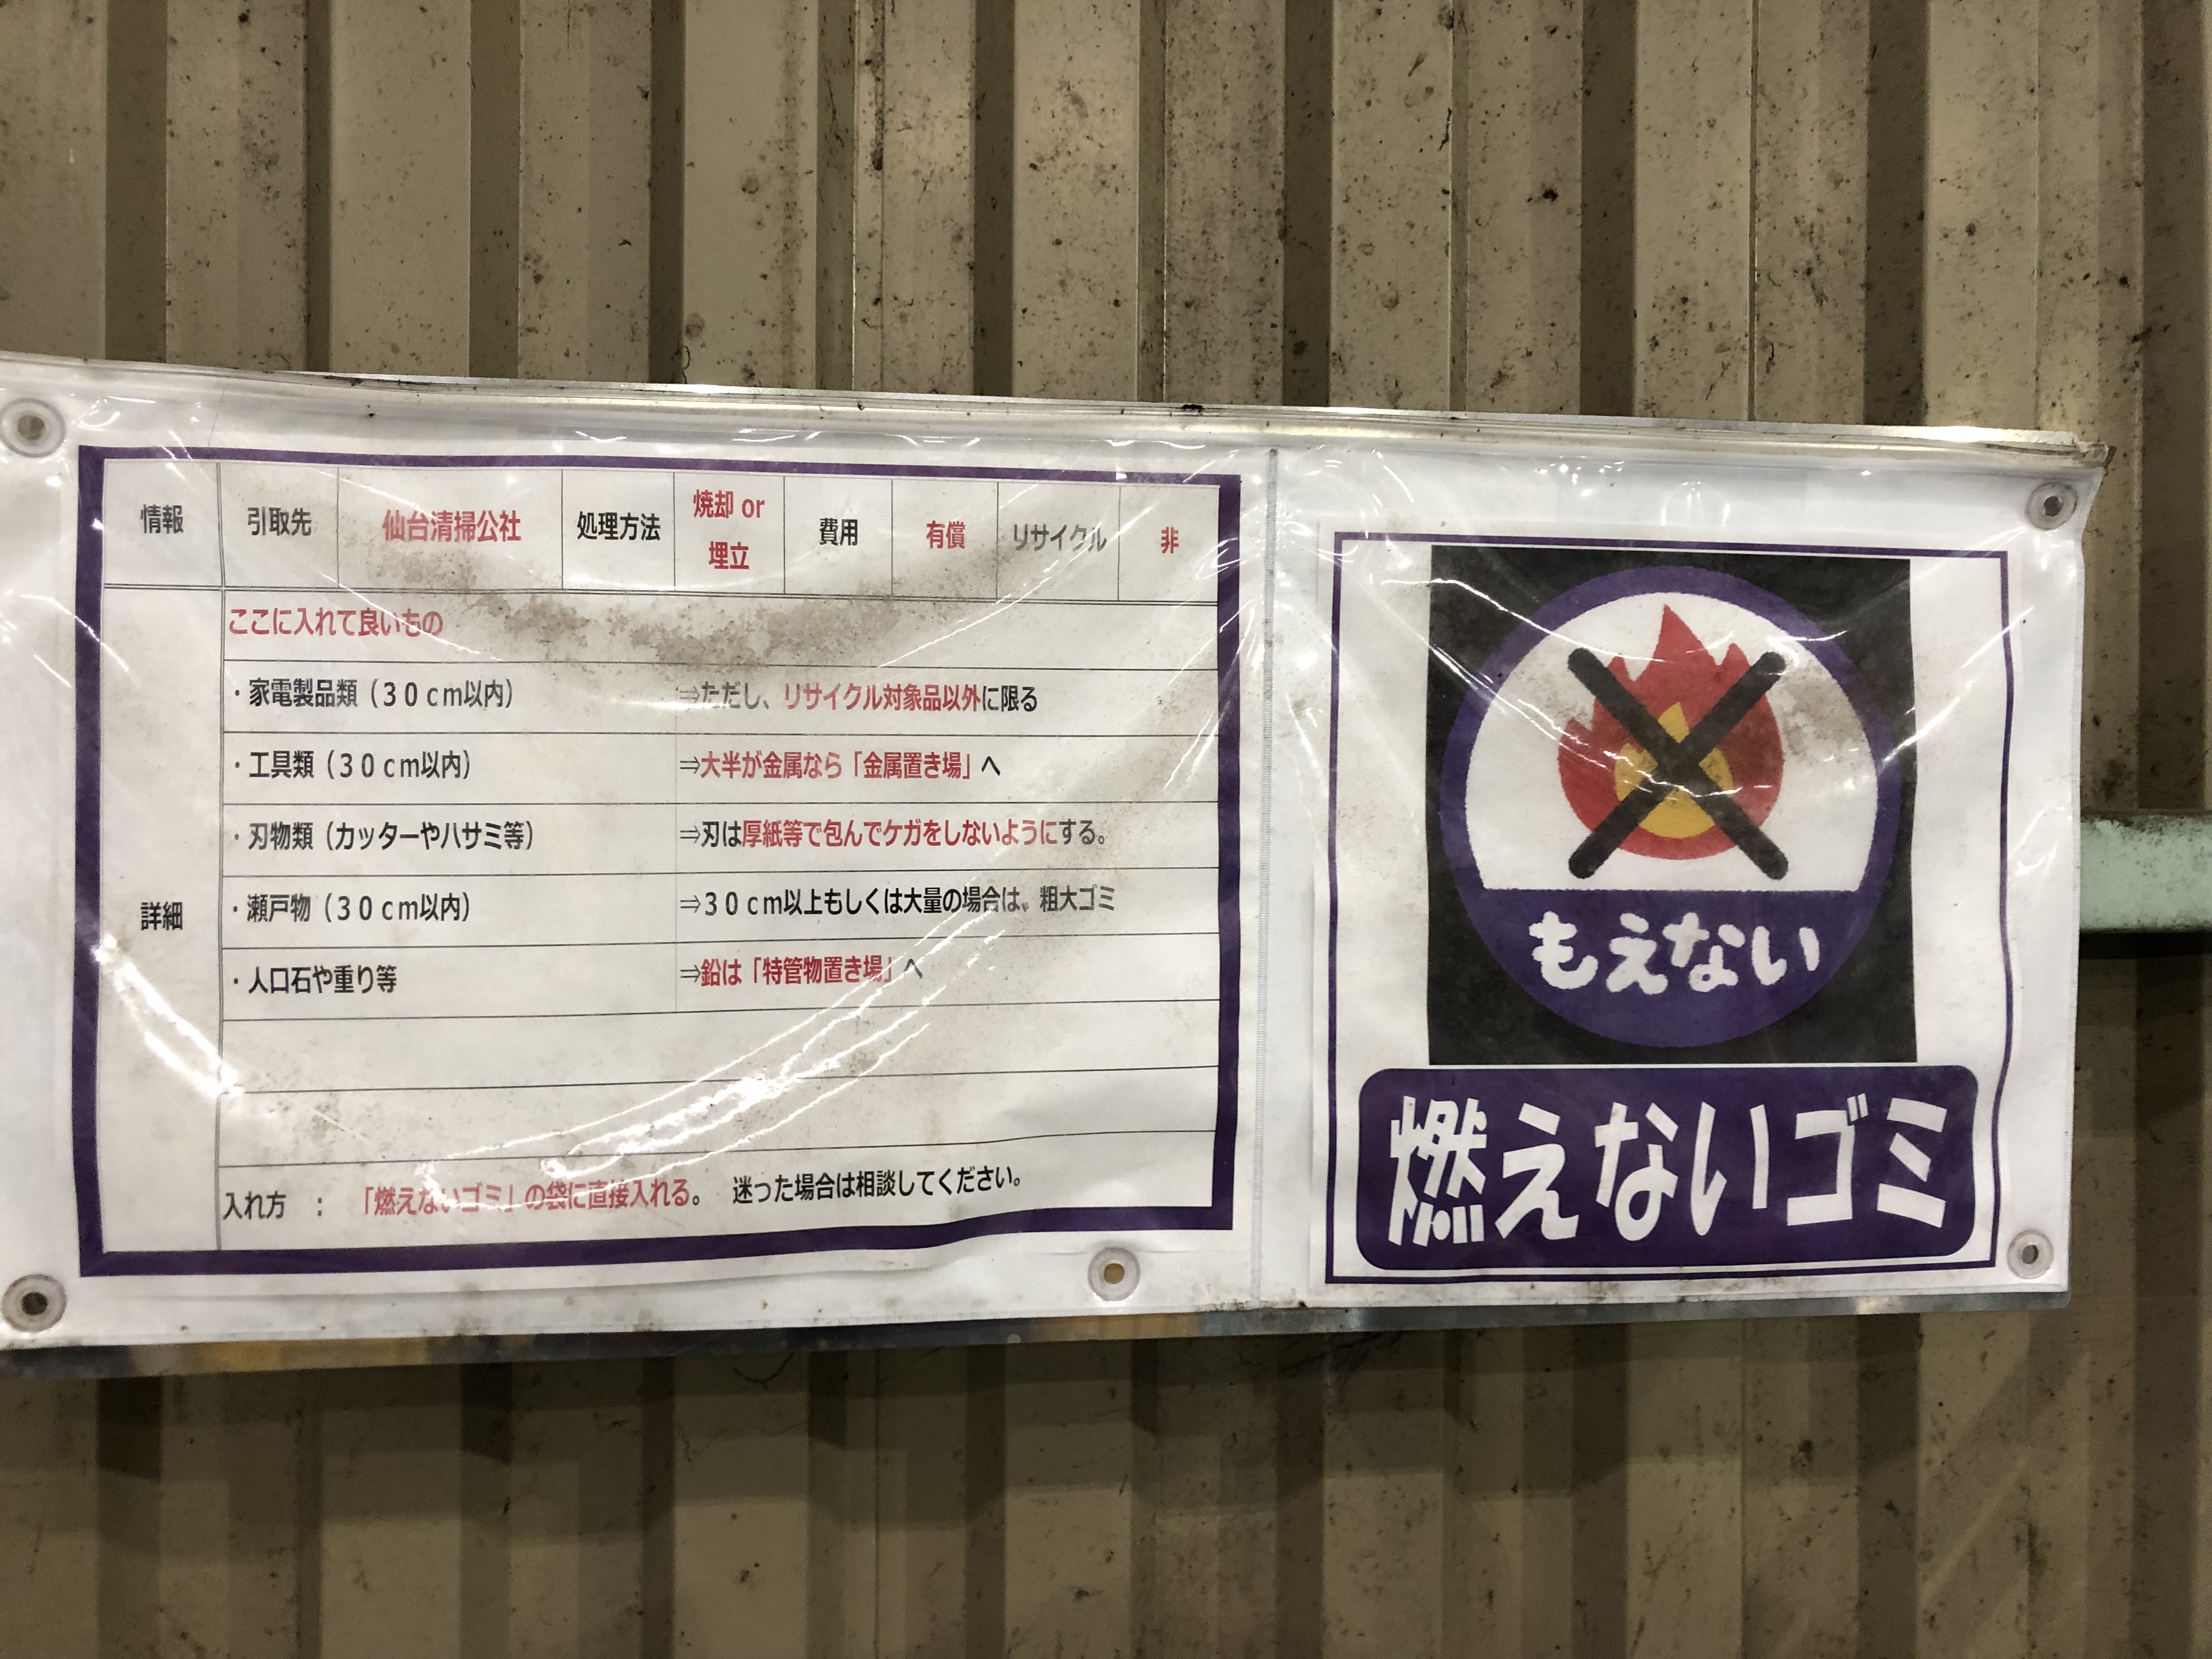 情報 引取先 仙台清掃公社 処理方法 焼却 or 埋立 費用 有償 リサイクル 非
詳細
ここに入れて良いもの
・家電製品類（３０ｃｍ以内） ⇒ただし、リサイクル対象品以外に限る
・工具類（３０ｃｍ以内） ⇒大半が金属なら「金属置き場」へ
・刃物類（カッターやハサミ等） ⇒刃は厚紙等で包んでケガをしないようにする。
・瀬戸物（３０ｃｍ以内） ⇒３０ｃｍ以上もしくは大量の場合は、粗大ゴミ
・人口石や重り等 ⇒鉛は「特管物置き場」へ
入れ方 ： 「燃えないゴミ」の袋に直接入れる。 迷った場合は相談してください。
もえない
燃えないゴミ